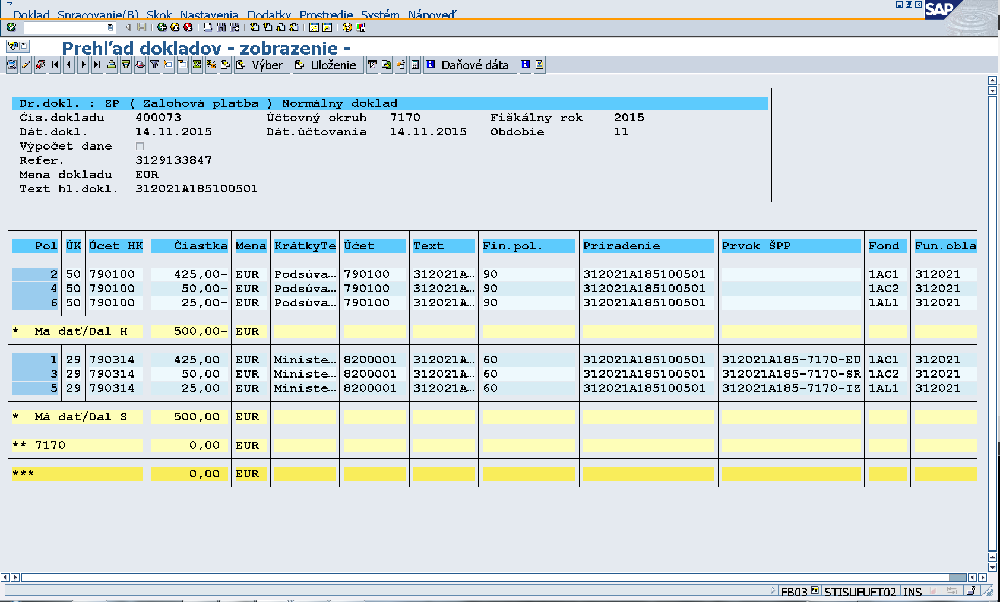 Doklad Spracovanie(B) Skok Nastavenia Dodatky Prostredie Systém Nápoveď
SAP
Prehľad dokladov - zobrazenie -
Výber Uloženie Daňové dáta
Dr.dokl. : ZP ( Zálohová platba ) Normálny doklad
Čís.dokladu 400073 Účtovný okruh 7170 Fiškálny rok 2015
Dát.dokl. 14.11.2015 Dát.účtovania 14.11.2015 Obdobie 11
Výpočet dane
Refer. 3129133847
Mena dokladu EUR
Text hl.dokl. 312021A185100501
Pol ÚK Účet HK Čiastka Mena KrátkyTe Účet Text Fin.pol. Priradenie Prvok ŠPP Fond Fun.obla
2 50 790100 425,00- EUR Podsúva... 790100 312021A... 90 312021A185100501 1AC1 312021
4 50 790100 50,00- EUR Podsúva... 790100 312021A... 90 312021A185100501 1AC2 312021
6 50 790100 25,00- EUR Podsúva... 790100 312021A... 90 312021A185100501 1AL1 312021
* Má dať/Dal H 500,00- EUR
1 29 790314 425,00 EUR Ministe... 8200001 312021A... 60 312021A185100501 312021A185-7170-EU 1AC1 312021
3 29 790314 50,00 EUR Ministe... 8200001 312021A... 60 312021A185100501 312021A185-7170-SR 1AC2 312021
5 29 790314 25,00 EUR Ministe... 8200001 312021A... 60 312021A185100501 312021A185-7170-IZ 1AL1 312021
* Má dať/Dal S 500,00 EUR
** 7170 0,00 EUR
*** 0,00 EUR
FB03 STISUFUFT02 INS